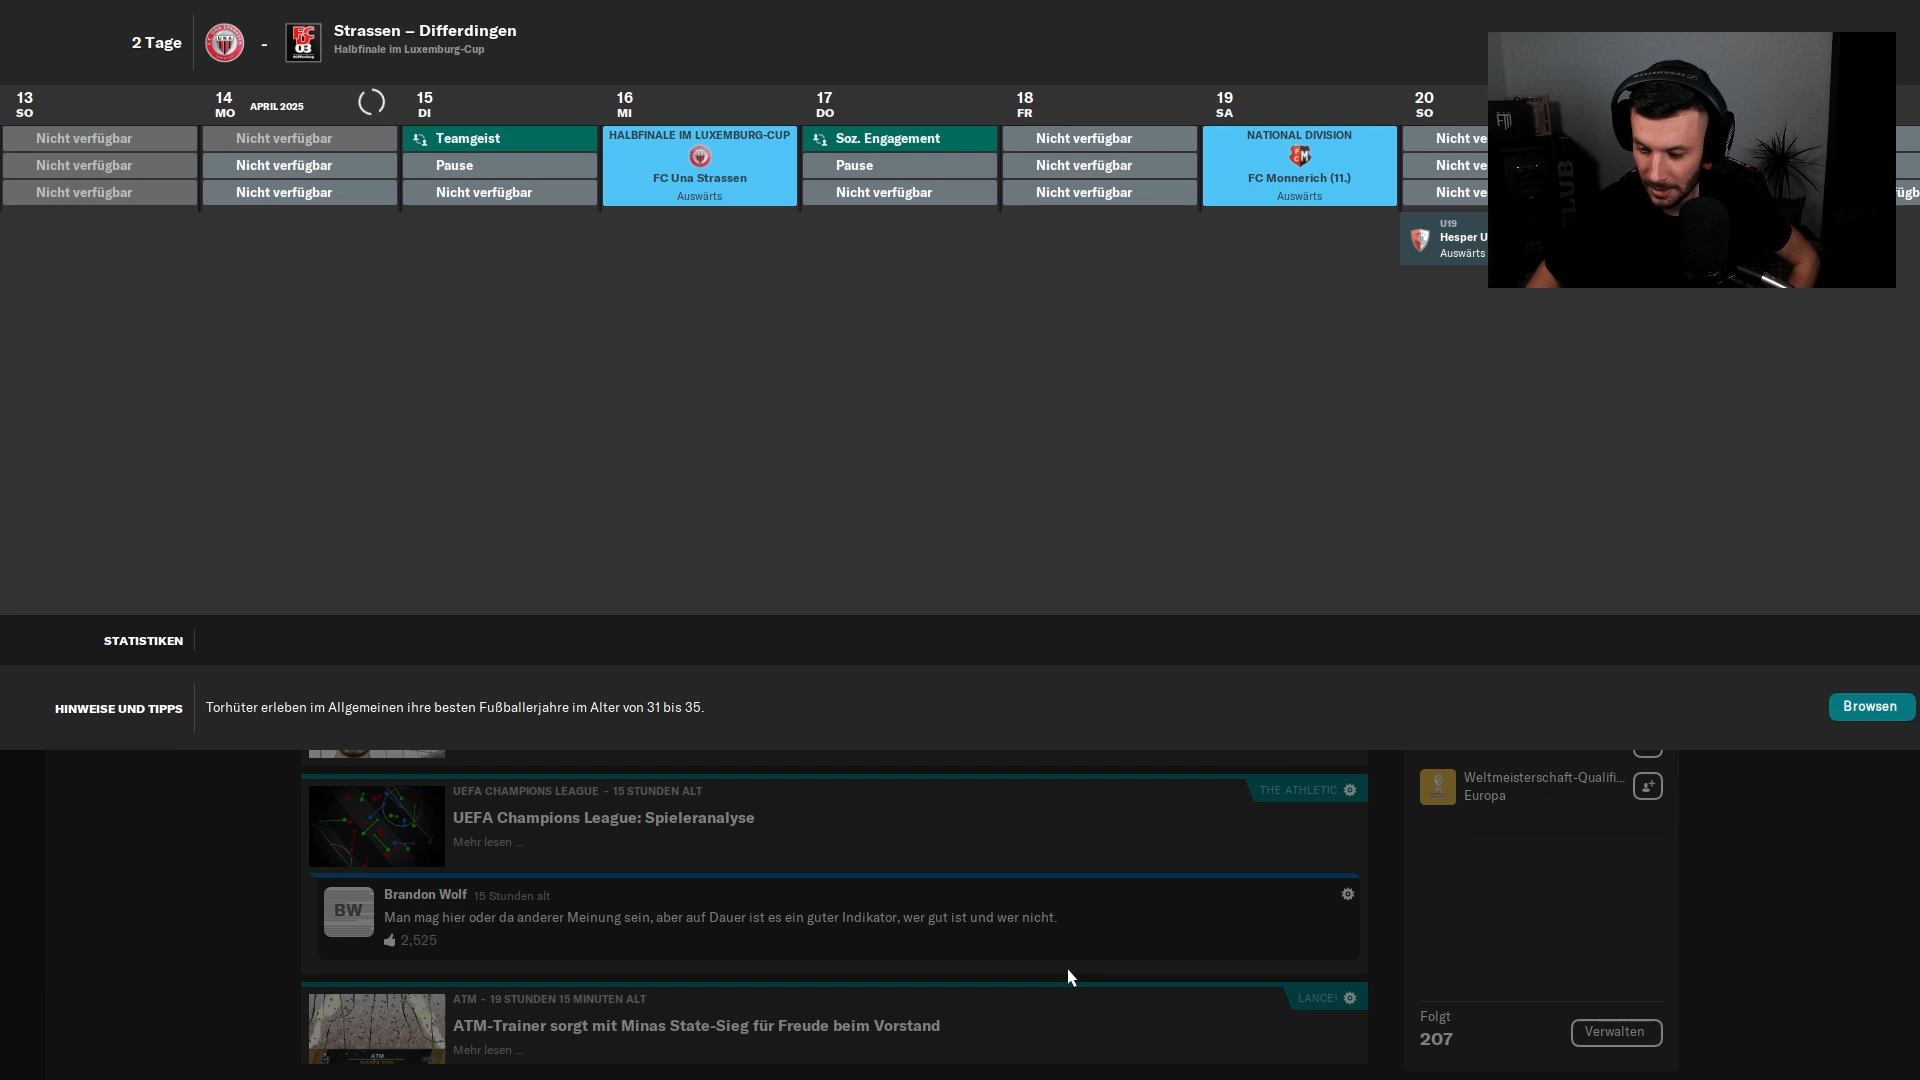 2 Tage
-
Strassen – Differdingen
Halbfinale im Luxemburg-Cup
13
SO
14
MO
APRIL 2025
15
DI
16
MI
17
DO
18
FR
19
SA
20
SO
Nicht verfügbar
Nicht verfügbar
Nicht verfügbar
Nicht verfügbar
Nicht verfügbar
Nicht verfügbar
Teamgeist
Pause
Nicht verfügbar
HALBFINALE IM LUXEMBURG-CUP
FC Una Strassen
Auswärts
Soz. Engagement
Pause
Nicht verfügbar
Nicht verfügbar
Nicht verfügbar
Nicht verfügbar
NATIONAL DIVISION
FC Monnerich (11.)
Auswärts
Nicht ve
Nicht ve
Nicht ve
U19
Hesper U
Auswärts
STATISTIKEN
HINWEISE UND TIPPS
Torhüter erleben im Allgemeinen ihre besten Fußballerjahre im Alter von 31 bis 35.
Browsen
UEFA CHAMPIONS LEAGUE - 15 STUNDEN ALT
THE ATHLETIC
UEFA Champions League: Spieleranalyse
Mehr lesen ...
BW
Brandon Wolf 15 Stunden alt
Man mag hier oder da anderer Meinung sein, aber auf Dauer ist es ein guter Indikator, wer gut ist und wer nicht.
2,525
ATM - 19 STUNDEN 15 MINUTEN ALT
LANCE!
ATM-Trainer sorgt mit Minas State-Sieg für Freude beim Vorstand
Mehr lesen ...
ATM
Weltmeisterschaft-Qualifi...
Europa
Folgt
207
Verwalten